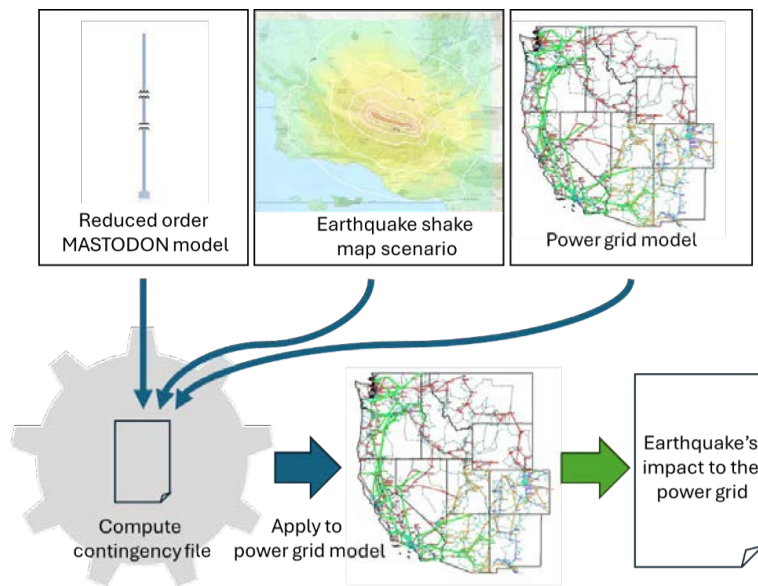 Reduced order
MASTODON model
Earthquake shake
map scenario
Power grid model
Compute
contingency file
Apply to
power grid model
Earthquake's
impact to the
power grid